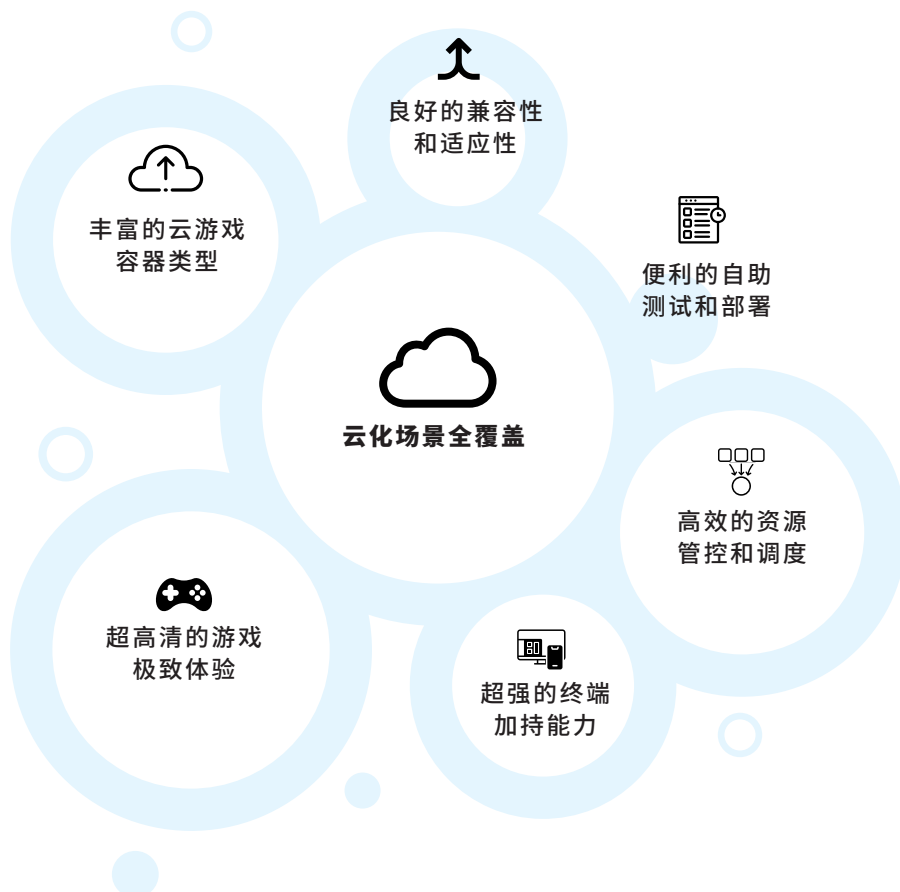 良好的兼容性
和适应性
丰富的云游戏
容器类型
便利的自助
测试和部署
云化场景全覆盖
高效的资源
管控和调度
超高清的游戏
极致体验
超强的终端
加持能力